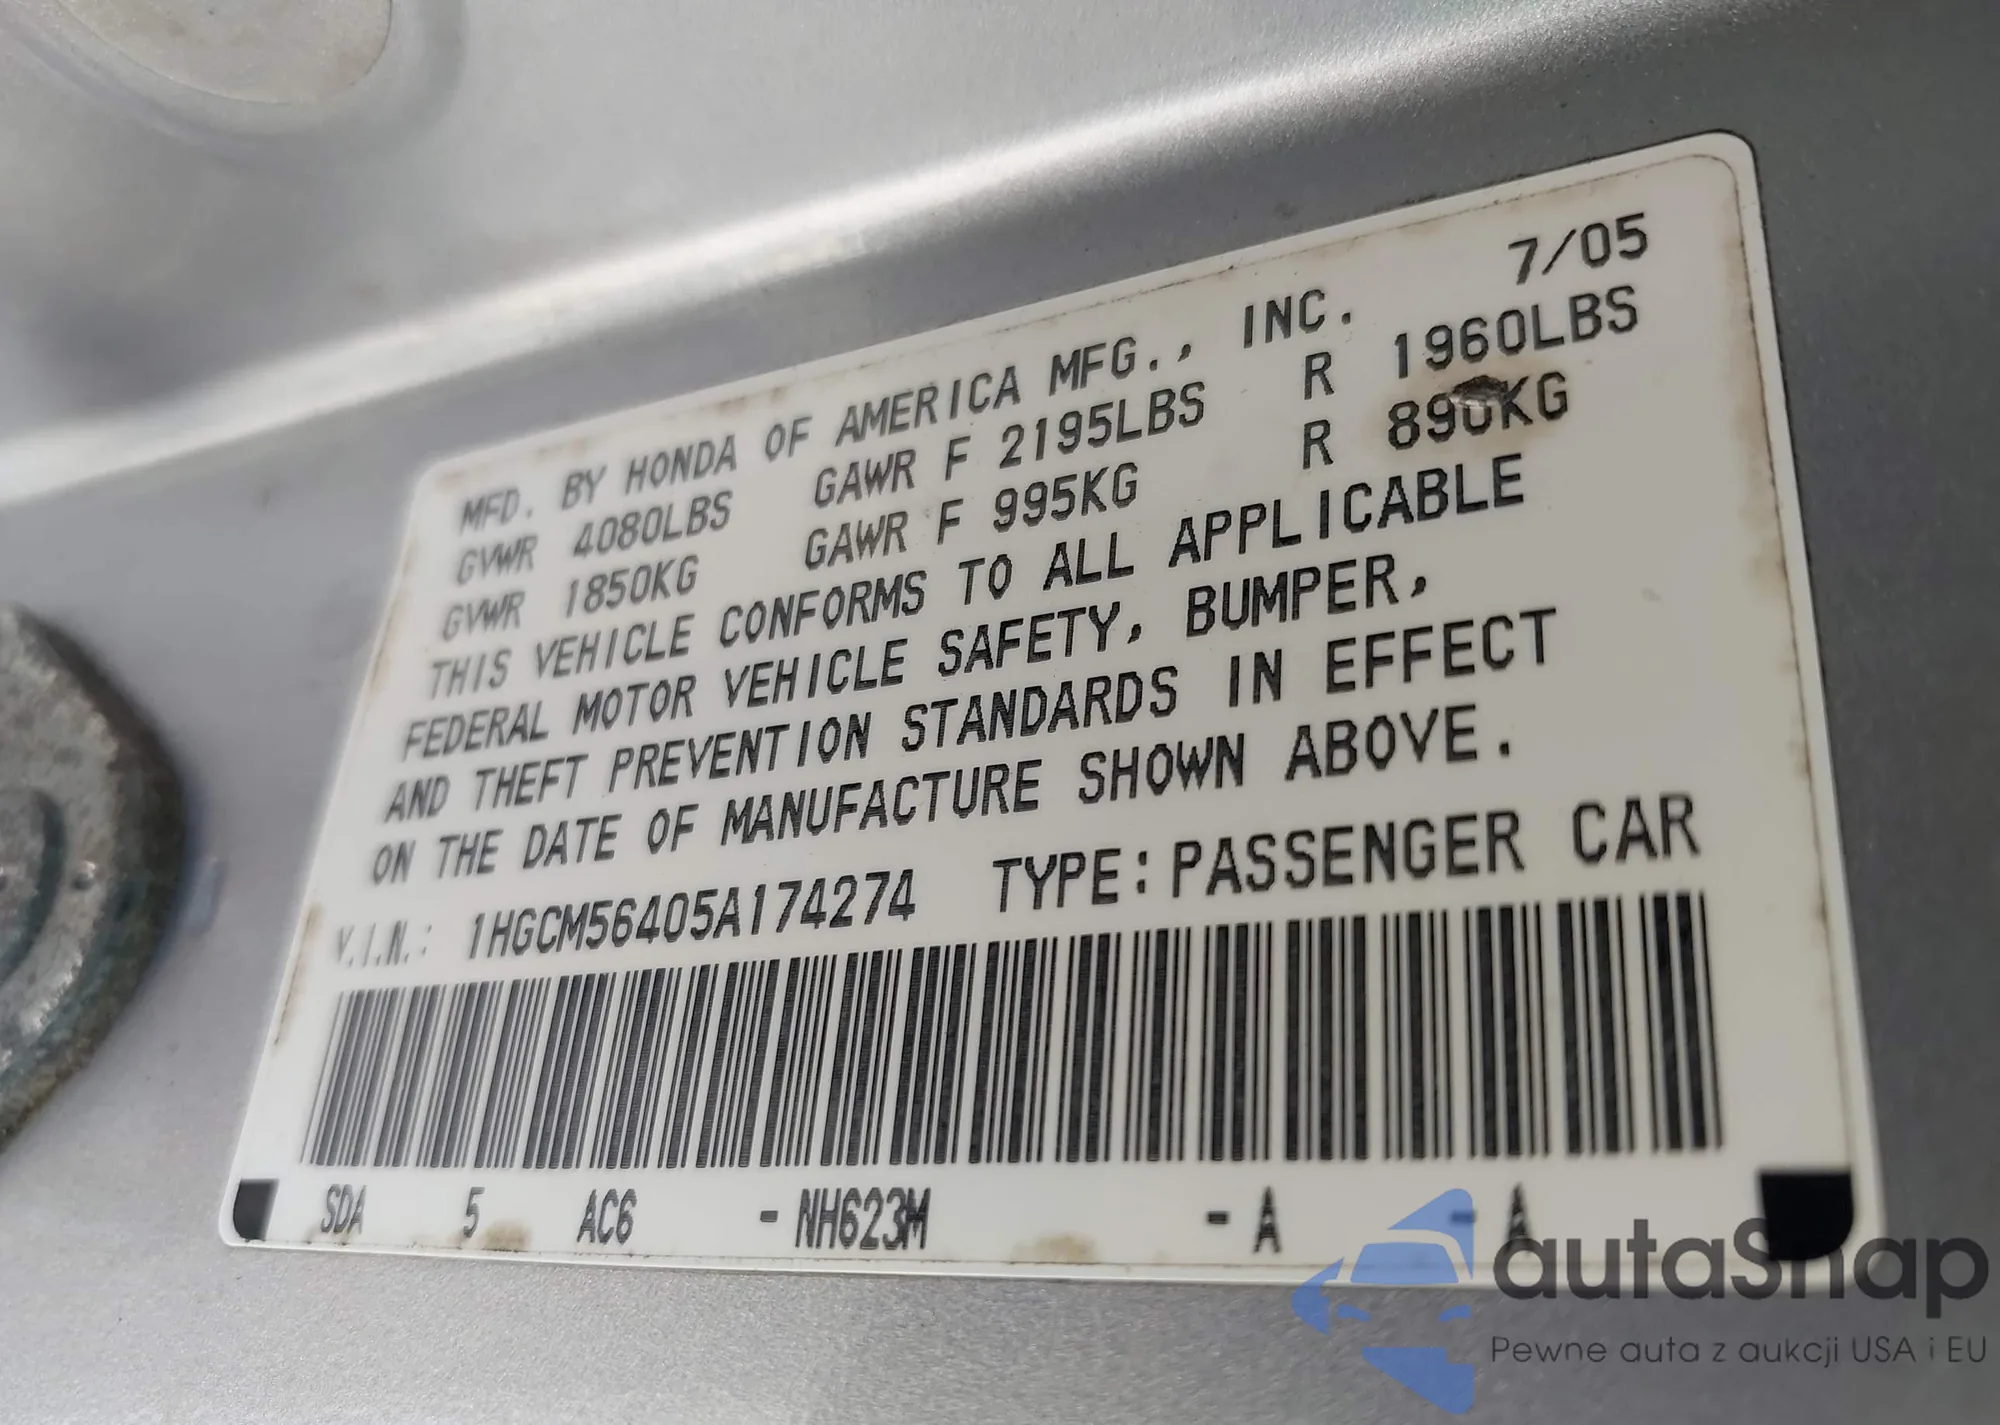 7/05
MFD. BY HONDA OF AMERICA MFG., INC.
GVWR 4080LBS GAWR F 2195LBS R 1960LBS
GVWR 1850KG GAWR F 995KG R 890KG
THIS VEHICLE CONFORMS TO ALL APPLICABLE
FEDERAL MOTOR VEHICLE SAFETY, BUMPER,
AND THEFT PREVENTION STANDARDS IN EFFECT
ON THE DATE OF MANUFACTURE SHOWN ABOVE.
V.I.N.: 1HGCM56405A174274 TYPE:PASSENGER CAR
SDA 5 AC6 -NH623M -A -A
autaSnap
Pewne auta z aukcji USA i EU